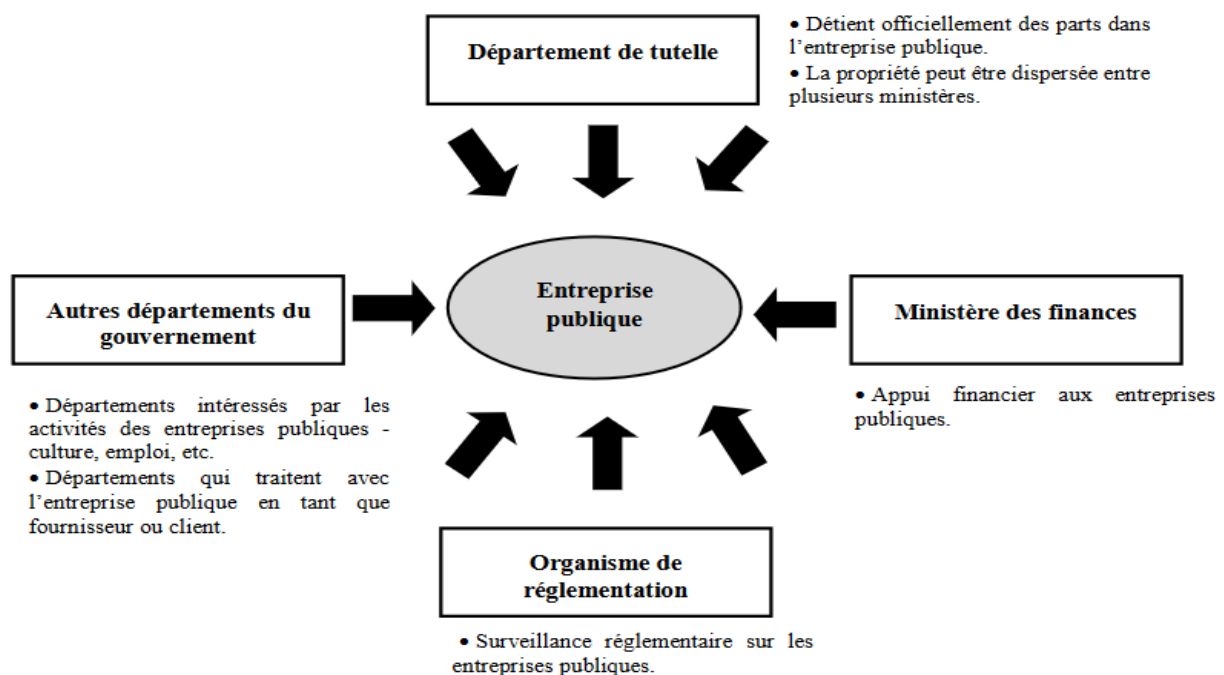 Département de tutelle
• Détient officiellement des parts dans
l’entreprise publique.
• La propriété peut être dispersée entre
plusieurs ministères.
Autres départements du
gouvernement
• Départements intéressés par les
activités des entreprises publiques -
culture, emploi, etc.
• Départements qui traitent avec
l’entreprise publique en tant que
fournisseur ou client.
Entreprise
publique
Ministère des finances
• Appui financier aux entreprises
publiques.
Organisme de
réglementation
• Surveillance réglementaire sur les
entreprises publiques.